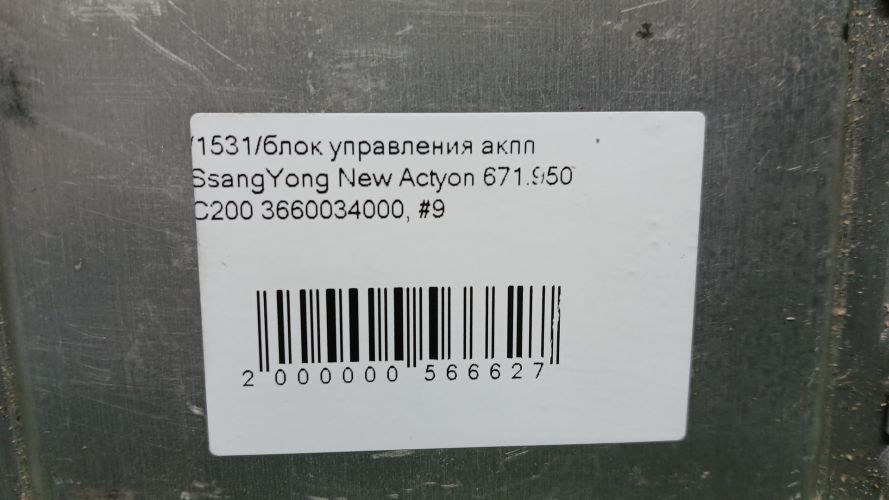 /1531/блок управления акпп
SsangYong New Actyon 671.950
C200 3660034000, #9
2 000000 566627